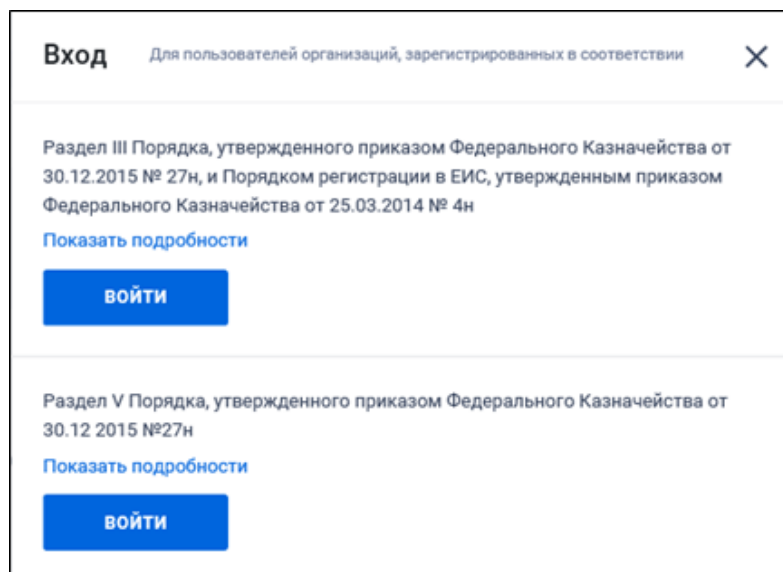 Вход
Для пользователей организаций, зарегистрированных в соответствии
Раздел III Порядка, утвержденного приказом Федерального Казначейства от
30.12.2015 № 27н, и Порядком регистрации в ЕИС, утвержденным приказом
Федерального Казначейства от 25.03.2014 № 4н
Показать подробности
ВОЙТИ
Раздел V Порядка, утвержденного приказом Федерального Казначейства от
30.12 2015 №27н
Показать подробности
ВОЙТИ